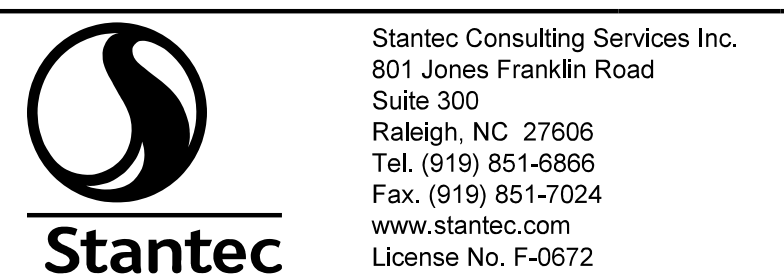 Stantec
Stantec Consulting Services Inc.
801 Jones Franklin Road
Suite 300
Raleigh, NC  27606
Tel. (919) 851-6866
Fax. (919) 851-7024
www.stantec.com
License No. F-0672